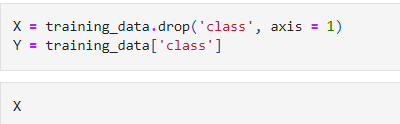 X = training_data.drop('class', axis = 1)
Y = training_data['class']
X